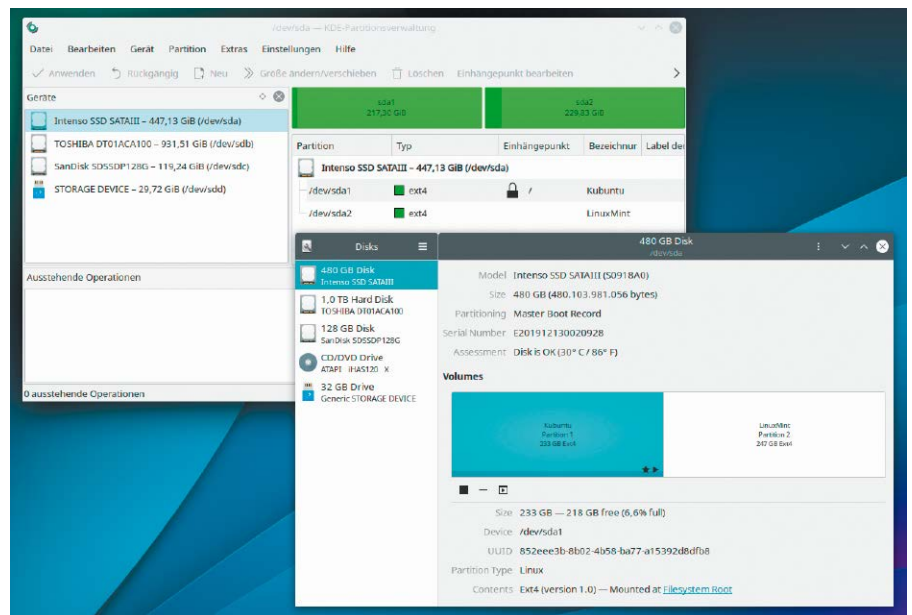 /dev/sda — KDE-Partitionsverwaltung
Datei Bearbeiten Gerät Partition Extras Einstellungen Hilfe
Anwenden Rückgängig Neu Größe ändern/verschieben Löschen Einhängepunkt bearbeiten
Geräte
Intenso SSD SATAIII – 447,13 GiB (/dev/sda)
TOSHIBA DT01ACA100 – 931,51 GiB (/dev/sdb)
SanDisk SDSSDP128G – 119,24 GiB (/dev/sdc)
STORAGE DEVICE – 29,72 GiB (/dev/sdd)
sda1
217,30 GiB
sda2
229,83 GiB
Partition Typ Einhängepunkt Bezeichnur Label der
Intenso SSD SATAIII – 447,13 GiB (/dev/sda)
/dev/sda1 ext4 / Kubuntu
/dev/sda2 ext4 LinuxMint
Ausstehende Operationen
0 ausstehende Operationen
Disks
480 GB Disk
/dev/sda
480 GB Disk
Intenso SSD SATAIII
1,0 TB Hard Disk
TOSHIBA DT01ACA100
128 GB Disk
SanDisk SDSSDP128G
CD/DVD Drive
ATAPI iHAS120 X
32 GB Drive
Generic STORAGE DEVICE
Model Intenso SSD SATAIII (S0918A0)
Size 480 GB (480.103.981.056 bytes)
Partitioning Master Boot Record
Serial Number E201912130020928
Assessment Disk is OK (30° C / 86° F)
Volumes
Kubuntu
Partition 1
233 GB Ext4
LinuxMint
Partition 2
247 GB Ext4
Size 233 GB — 218 GB free (6,6% full)
Device /dev/sda1
UUID 852eee3b-8b02-4b58-ba77-a15392d8dfb8
Partition Type Linux
Contents Ext4 (version 1.0) — Mounted at Filesystem Root